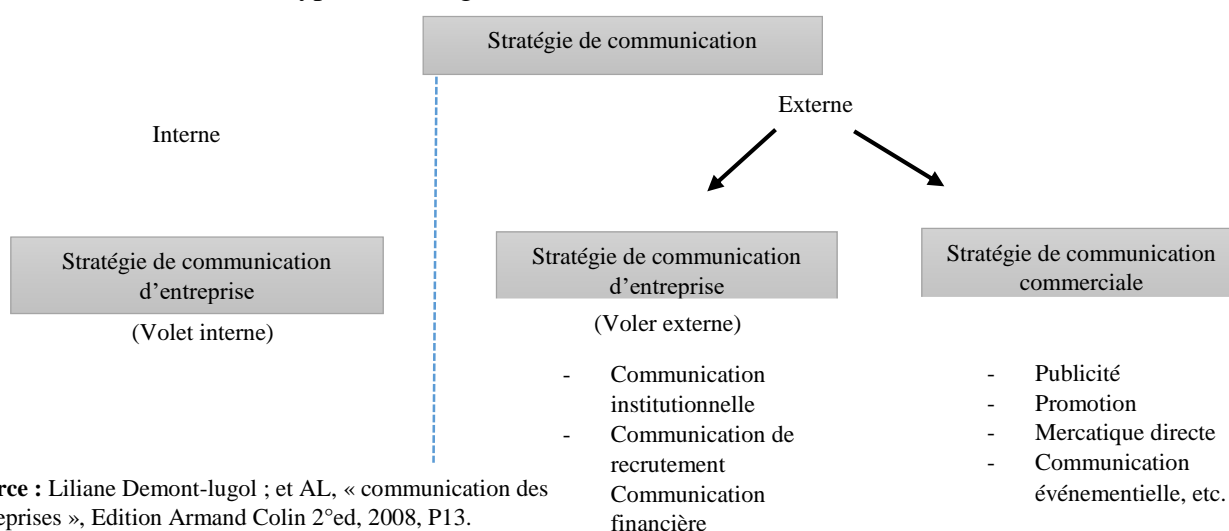 Stratégie de communication
Interne
Externe
Stratégie de communication
d’entreprise
(Volet interne)
Stratégie de communication
d’entreprise
(Voler externe)
- Communication
institutionnelle
- Communication de
recrutement
Communication
financière
Stratégie de communication
commerciale
- Publicité
- Promotion
- Mercatique directe
- Communication
événementielle, etc.
rce : Liliane Demont-lugol ; et AL, « communication des
eprises », Edition Armand Colin 2°ed, 2008, P13.